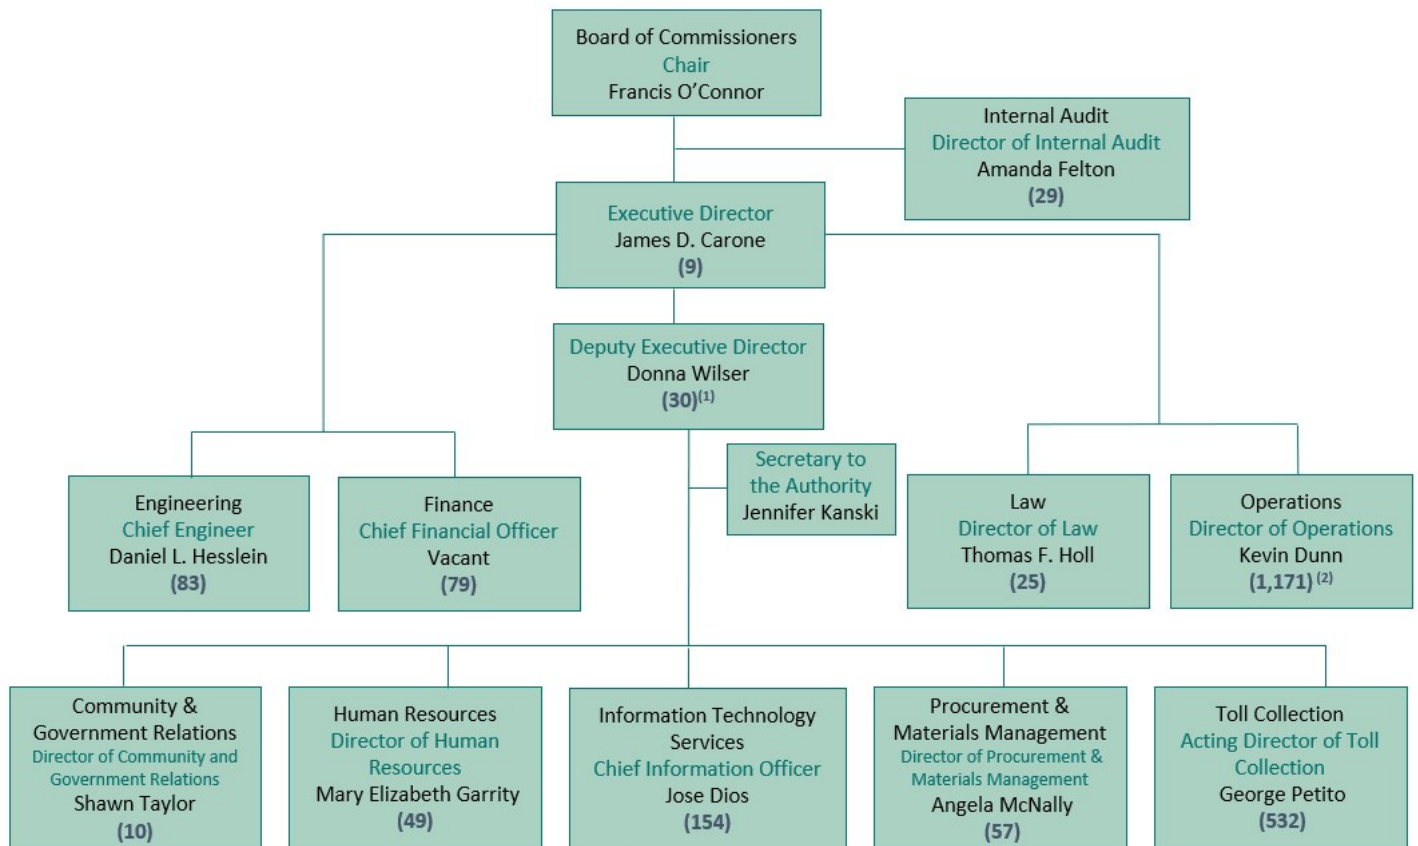 Board of Commissioners
Chair
Francis O’Connor
Internal Audit
Director of Internal Audit
Amanda Felton
(29)
Executive Director
James D. Carone
(9)
Deputy Executive Director
Donna Wilser
(30)(1)
Secretary to
the Authority
Jennifer Kanski
Engineering
Chief Engineer
Daniel L. Hesslein
(83)
Finance
Chief Financial Officer
Vacant
(79)
Law
Director of Law
Thomas F. Holl
(25)
Operations
Director of Operations
Kevin Dunn
(1,171) (2)
Community &
Government Relations
Director of Community and
Government Relations
Shawn Taylor
(10)
Human Resources
Director of Human
Resources
Mary Elizabeth Garrity
(49)
Information Technology
Services
Chief Information Officer
Jose Dios
(154)
Procurement &
Materials Management
Director of Procurement &
Materials Management
Angela McNally
(57)
Toll Collection
Acting Director of Toll
Collection
George Petito
(532)